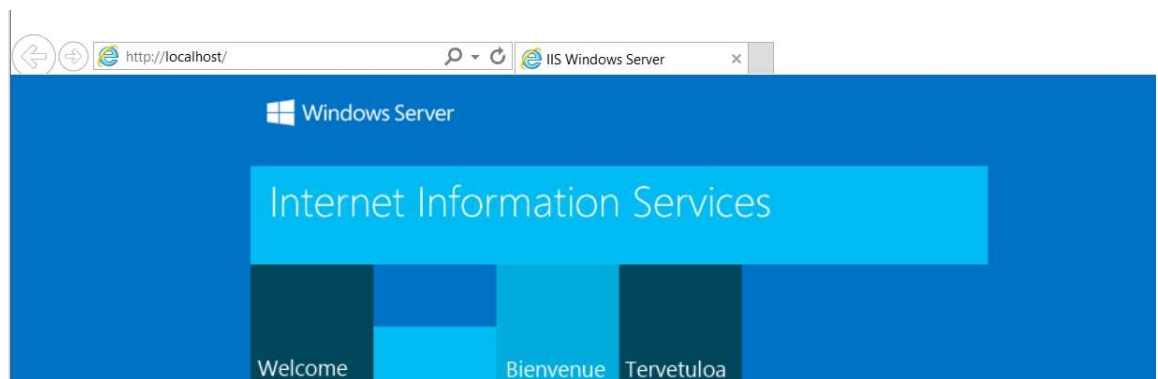 http://localhost/ IIS Windows Server
Windows Server
Internet Information Services
Welcome Bienvenue Tervetuloa